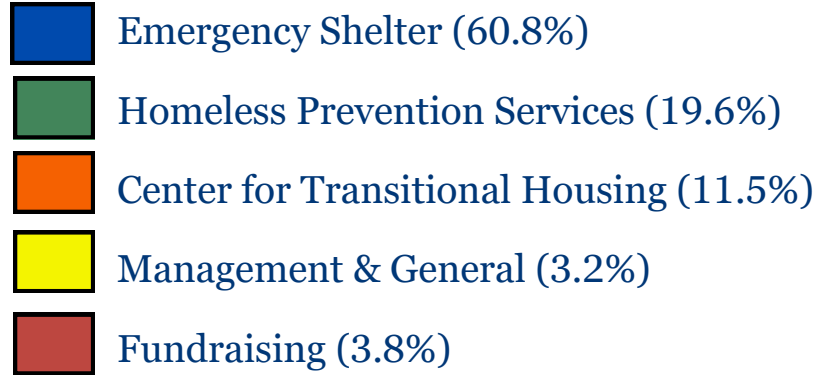 Emergency Shelter (60.8%)
Homeless Prevention Services (19.6%)
Center for Transitional Housing (11.5%)
Management & General (3.2%)
Fundraising (3.8%)